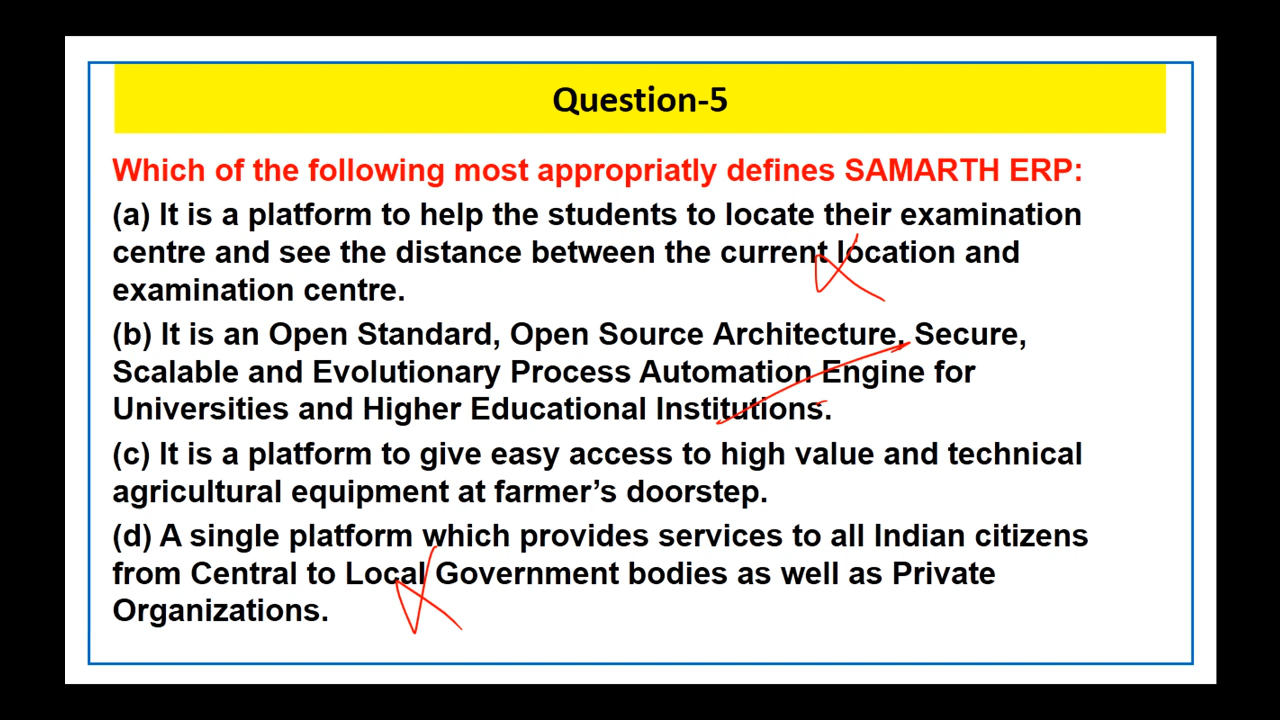 Question-5
Which of the following most appropriatly defines SAMARTH ERP:
(a) It is a platform to help the students to locate their examination
centre and see the distance between the current location and
examination centre.
(b) It is an Open Standard, Open Source Architecture, Secure,
Scalable and Evolutionary Process Automation Engine for
Universities and Higher Educational Institutions.
(c) It is a platform to give easy access to high value and technical
agricultural equipment at farmer’s doorstep.
(d) A single platform which provides services to all Indian citizens
from Central to Local Government bodies as well as Private
Organizations.